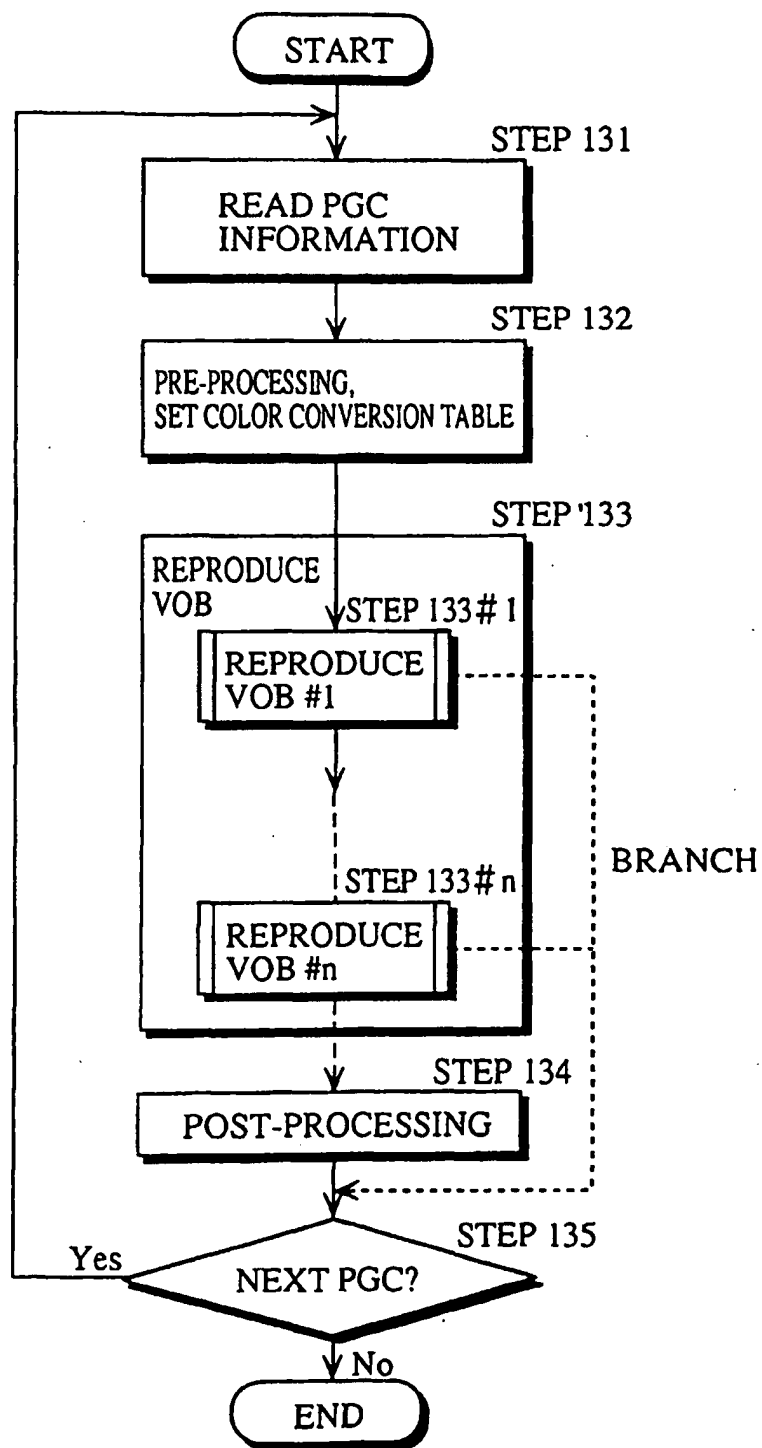 START
STEP 131
READ PGC
INFORMATION
STEP 132
PRE-PROCESSING,
SET COLOR CONVERSION TABLE
STEP '133
REPRODUCE
VOB
STEP 133#1
REPRODUCE
VOB #1
BRANCH
STEP 133#n
REPRODUCE
VOB #n
STEP 134
POST-PROCESSING
STEP 135
Yes
NEXT PGC?
No
END